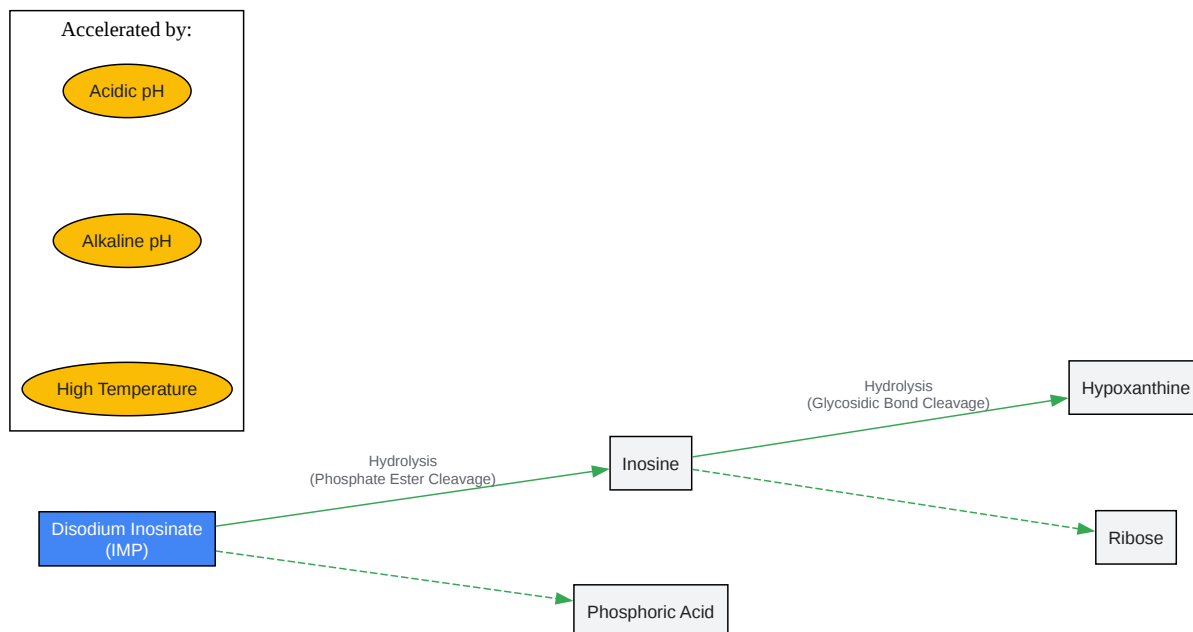 Accelerated by:
Acidic pH
Alkaline pH
High Temperature
Hydrolysis
(Glycosidic Bond Cleavage)
Hypoxanthine
Hydrolysis
(Phosphate Ester Cleavage)
Inosine
Disodium Inosinate
(IMP)
Ribose
Phosphoric Acid